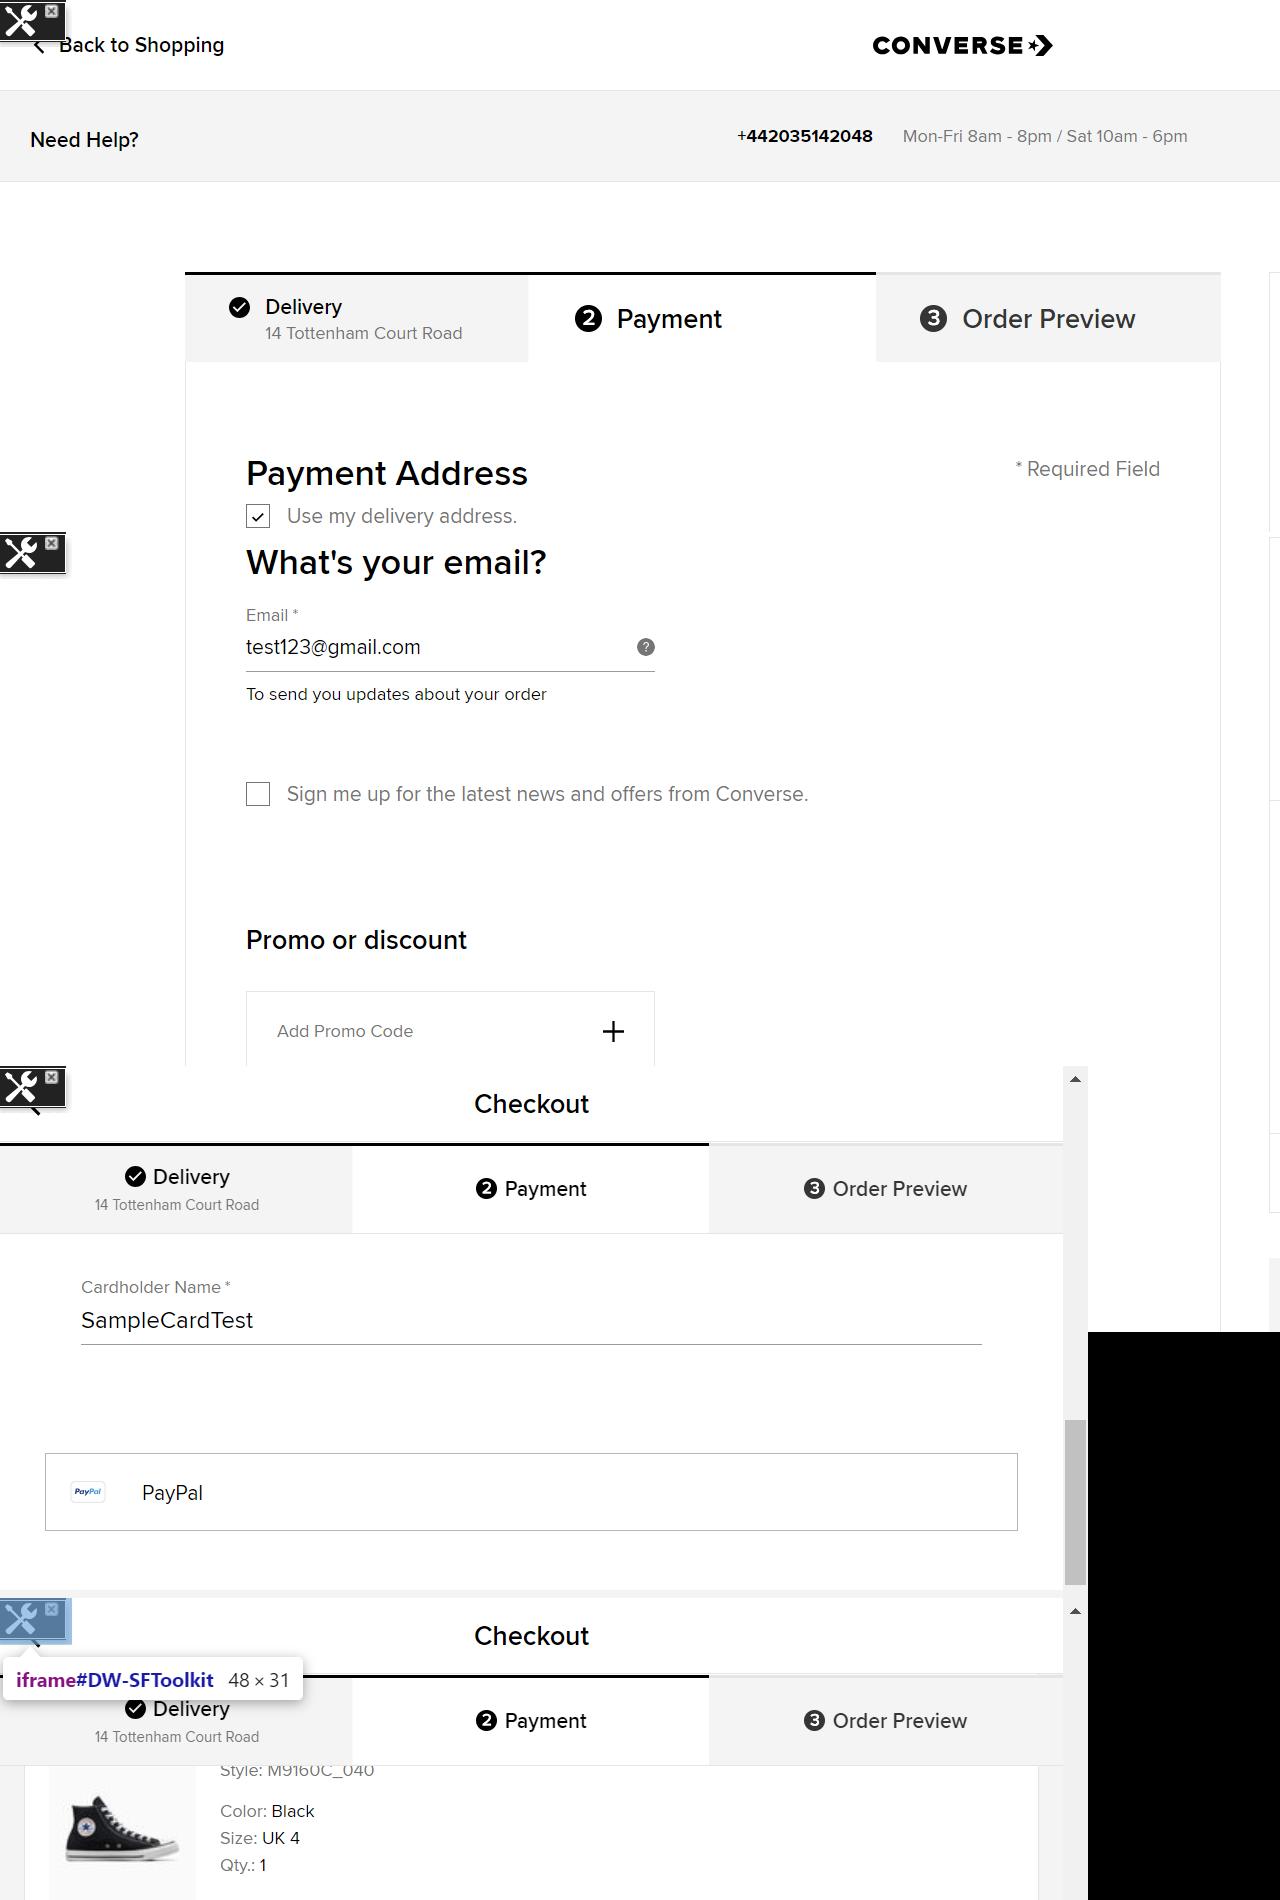 Back to Shopping
CONVERSE
Need Help?
+442035142048 Mon-Fri 8am - 8pm / Sat 10am - 6pm
Delivery
14 Tottenham Court Road
2 Payment
3 Order Preview
Payment Address
* Required Field
Use my delivery address.
What's your email?
Email *
test123@gmail.com
?
To send you updates about your order
Sign me up for the latest news and offers from Converse.
Promo or discount
Add Promo Code
Checkout
Delivery
14 Tottenham Court Road
2 Payment
3 Order Preview
Cardholder Name *
SampleCardTest
PayPal PayPal
Checkout
iframe#DW-SFToolkit 48 × 31
Delivery
14 Tottenham Court Road
2 Payment
3 Order Preview
Style: M9160C_040
Color: Black
Size: UK 4
Qty.: 1